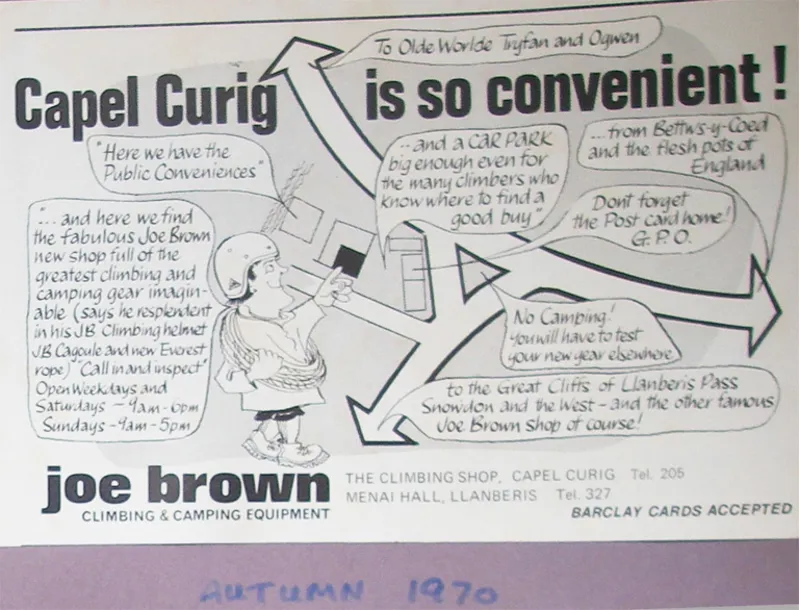 To Olde Worlde Tryfan and Ogwen
Capel Curig is so convenient!
"Here we have the
Public Conveniences"
... and a CAR PARK
big enough even for
the many climbers who
know where to find a
good buy"
...from Bettws-y-Coed
and the flesh pots of
England
Dont forget
the Post card home!
G.P.O.
"... and here we find
the fabulous Joe Brown
new shop full of the
greatest climbing and
camping gear imagin-
able (says he resplendent
in his JB Climbing helmet
JB Cagoule and new Everest
rope) "Call in and inspect"
Open Weekdays and
Saturdays - 9am-6pm
Sundays - 9am-5pm
No Camping!
You will have to test
your new year elsewhere
to the Great Cliffs of Llanberis Pass
Snowdon and the West - and the other famous
Joe Brown shop of course!
joe brown
CLIMBING & CAMPING EQUIPMENT
THE CLIMBING SHOP, CAPEL CURIG Tel. 205
MENAI HALL, LLANBERIS Tel. 327
BARCLAY CARDS ACCEPTED
AUTUMN 1970